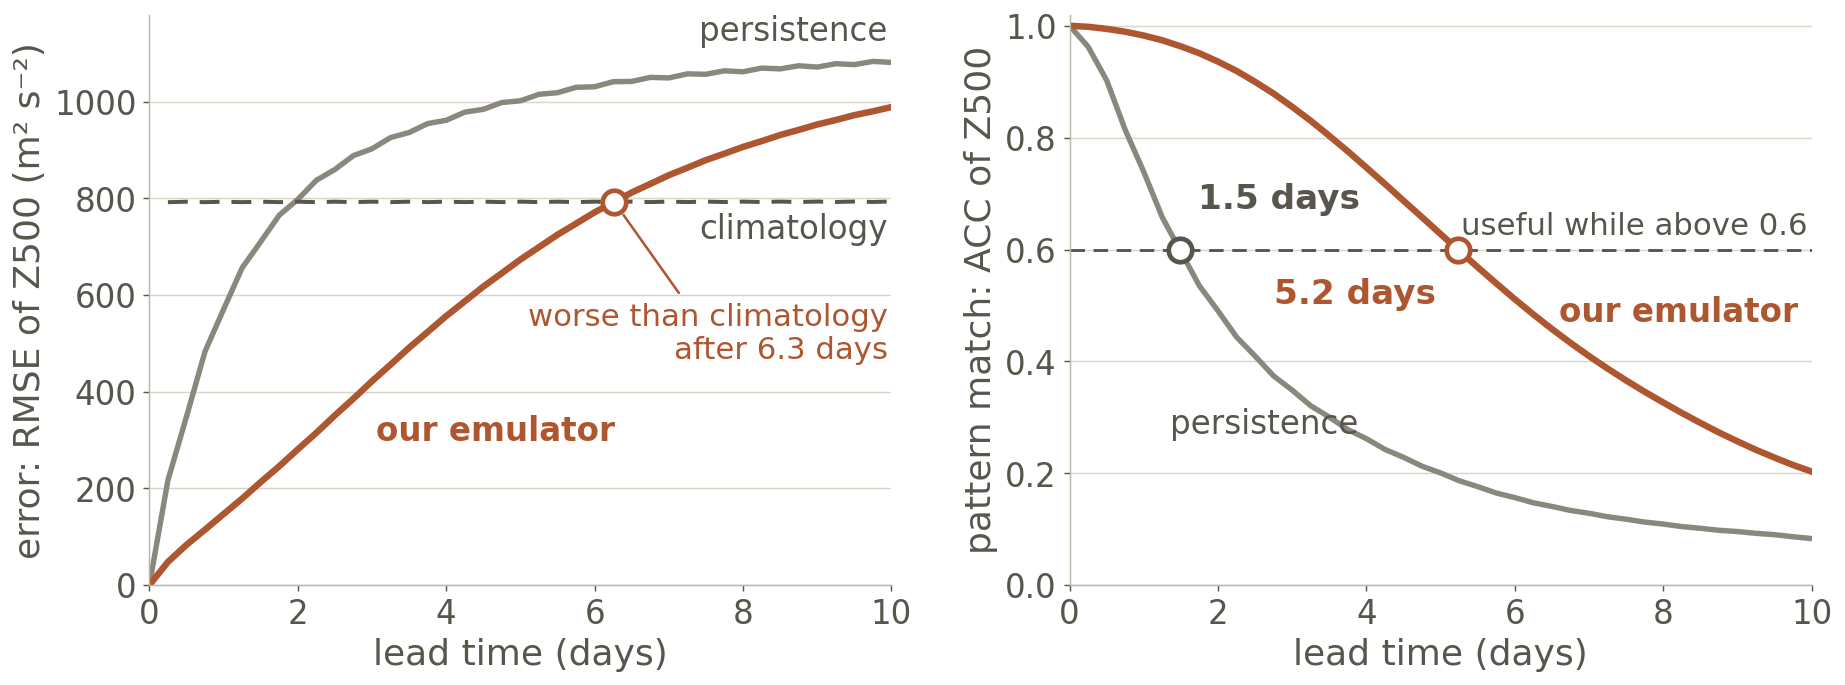 error: RMSE of Z500 (m² s⁻²)
1000
800
600
400
200
0
persistence
climatology
worse than climatology
after 6.3 days
our emulator
0 2 4 6 8 10
lead time (days)
pattern match: ACC of Z500
1.0
0.8
0.6
0.4
0.2
0.0
1.5 days
useful while above 0.6
5.2 days
our emulator
persistence
0 2 4 6 8 10
lead time (days)